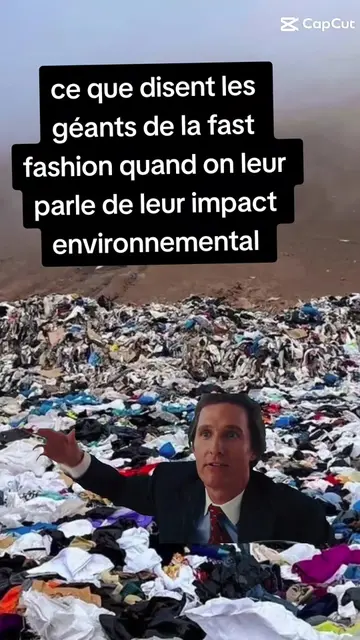 CapCut
ce que disent les
géants de la fast
fashion quand on leur
parle de leur impact
environnemental